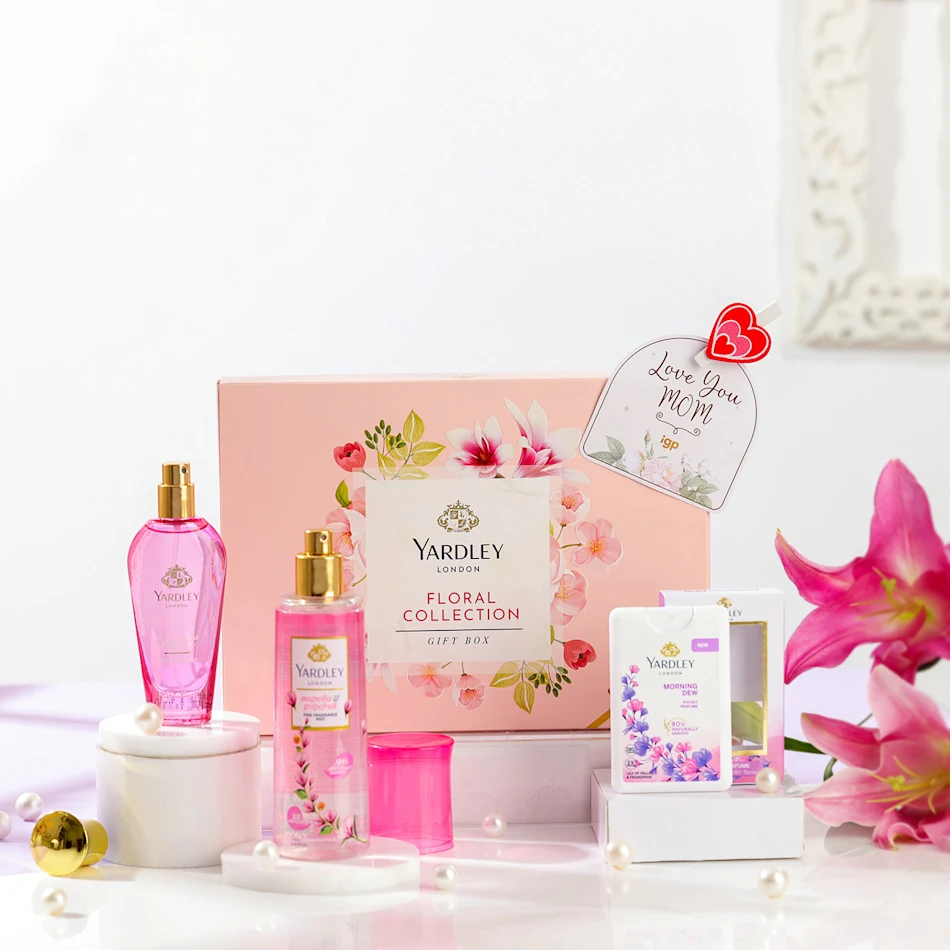 Love You
MOM
igp
YARDLEY
LONDON
FLORAL
COLLECTION
GIFT BOX
YARDLEY
LONDON
YARDLEY
LONDON
magnolia &
grapefruit
FINE FRAGRANCE
MIST
91%
NEW
YARDLEY
LONDON
MORNING
DEW
POCKET
PERFUME
90%
NATURALLY
DERIVED
LILY OF VALLEY
& FRANGIPANI